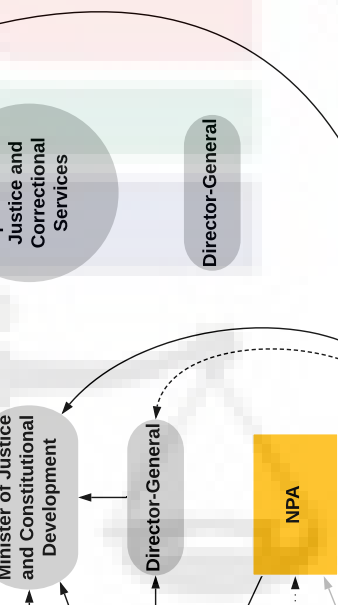 Justice and
Correctional
Services
Director-General
Minister of Justice
and Constitutional
Development
Director-General
NPA